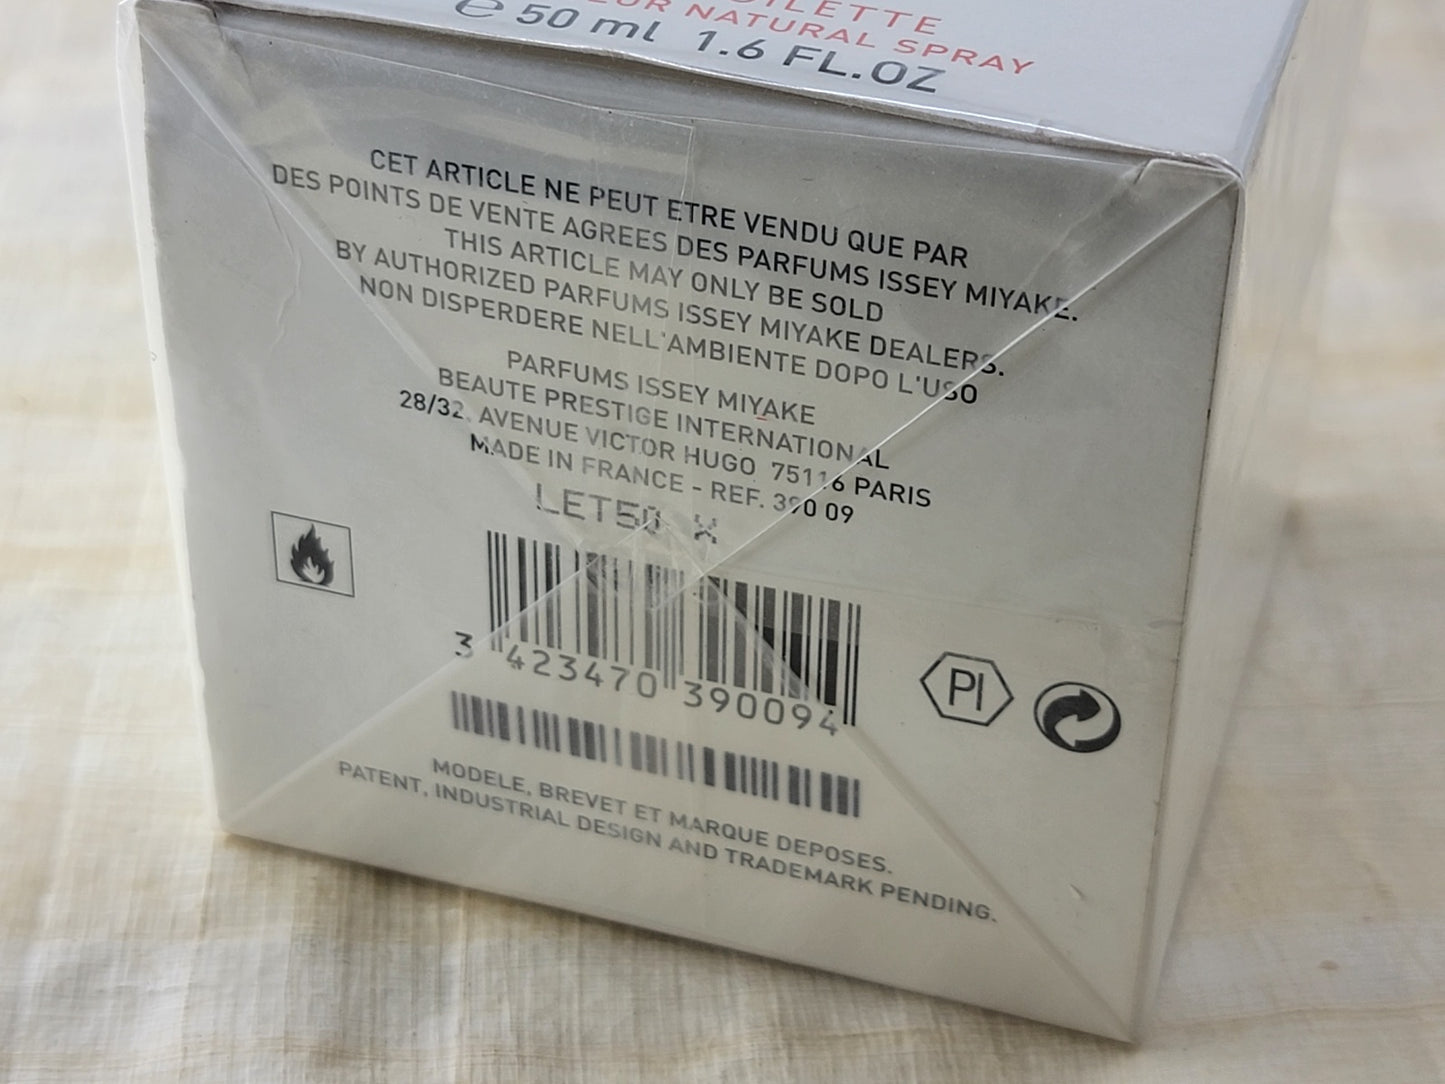 ℮ 50 ml 1.6 FL.OZ
NATURAL SPRAY
CET ARTICLE NE PEUT ETRE VENDU QUE PAR
DES POINTS DE VENTE AGREES DES PARFUMS ISSEY MIYAKE.
THIS ARTICLE MAY ONLY BE SOLD
BY AUTHORIZED PARFUMS ISSEY MIYAKE DEALERS.
NON DISPERDERE NELL'AMBIENTE DOPO L'USO
PARFUMS ISSEY MIYAKE
BEAUTE PRESTIGE INTERNATIONAL
28/32, AVENUE VICTOR HUGO 75116 PARIS
MADE IN FRANCE - REF. 390 09
LET50 X
3 423470 390094
PI
MODELE, BREVET ET MARQUE DEPOSES.
PATENT, INDUSTRIAL DESIGN AND TRADEMARK PENDING.